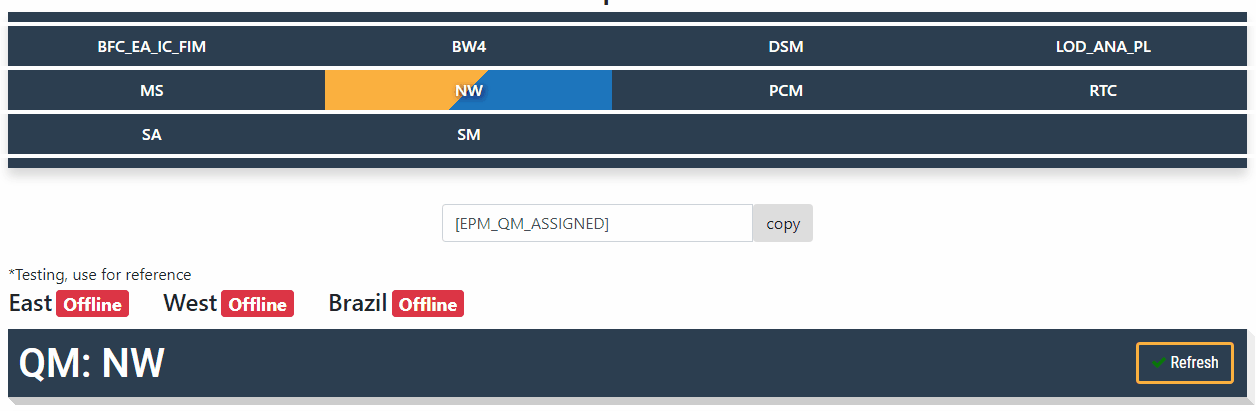 BFC_EA_IC_FIM BW4 DSM LOD_ANA_PL
MS NW PCM RTC
SA SM
[EPM_QM_ASSIGNED] copy
*Testing, use for reference
East Offline West Offline Brazil Offline
QM: NW Refresh